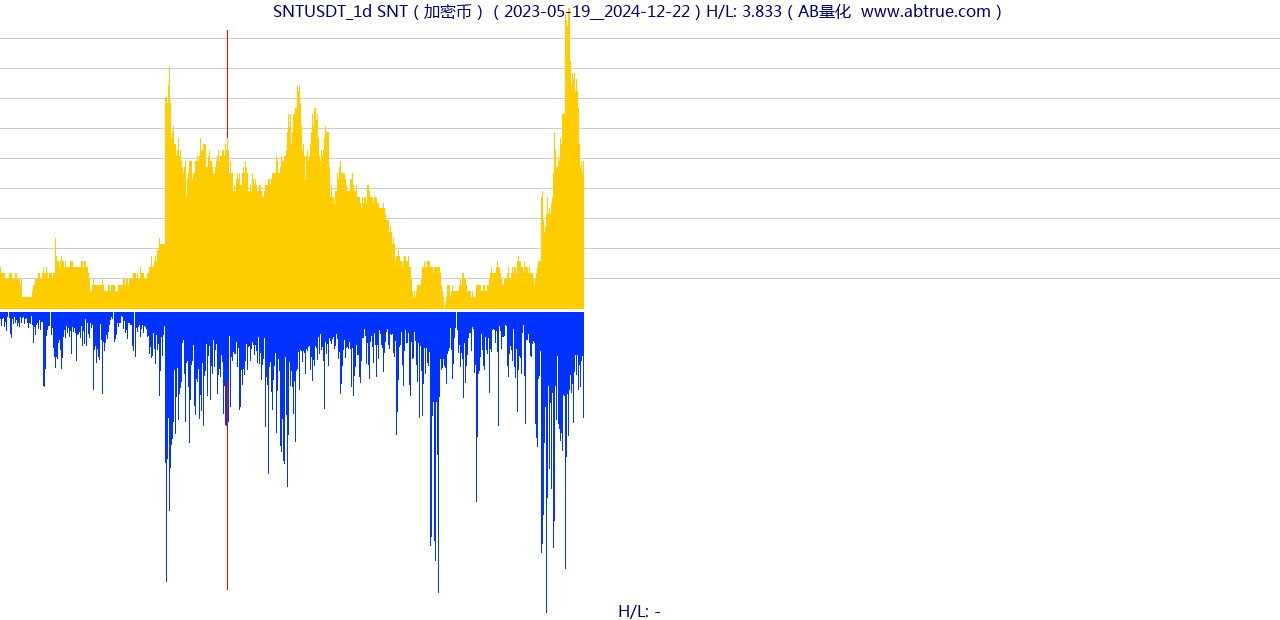 SNTUSDT_1d SNT（加密币）（2023-05-19__2024-12-22）H/L: 3.833（AB量化  www.abtrue.com）
H/L: -